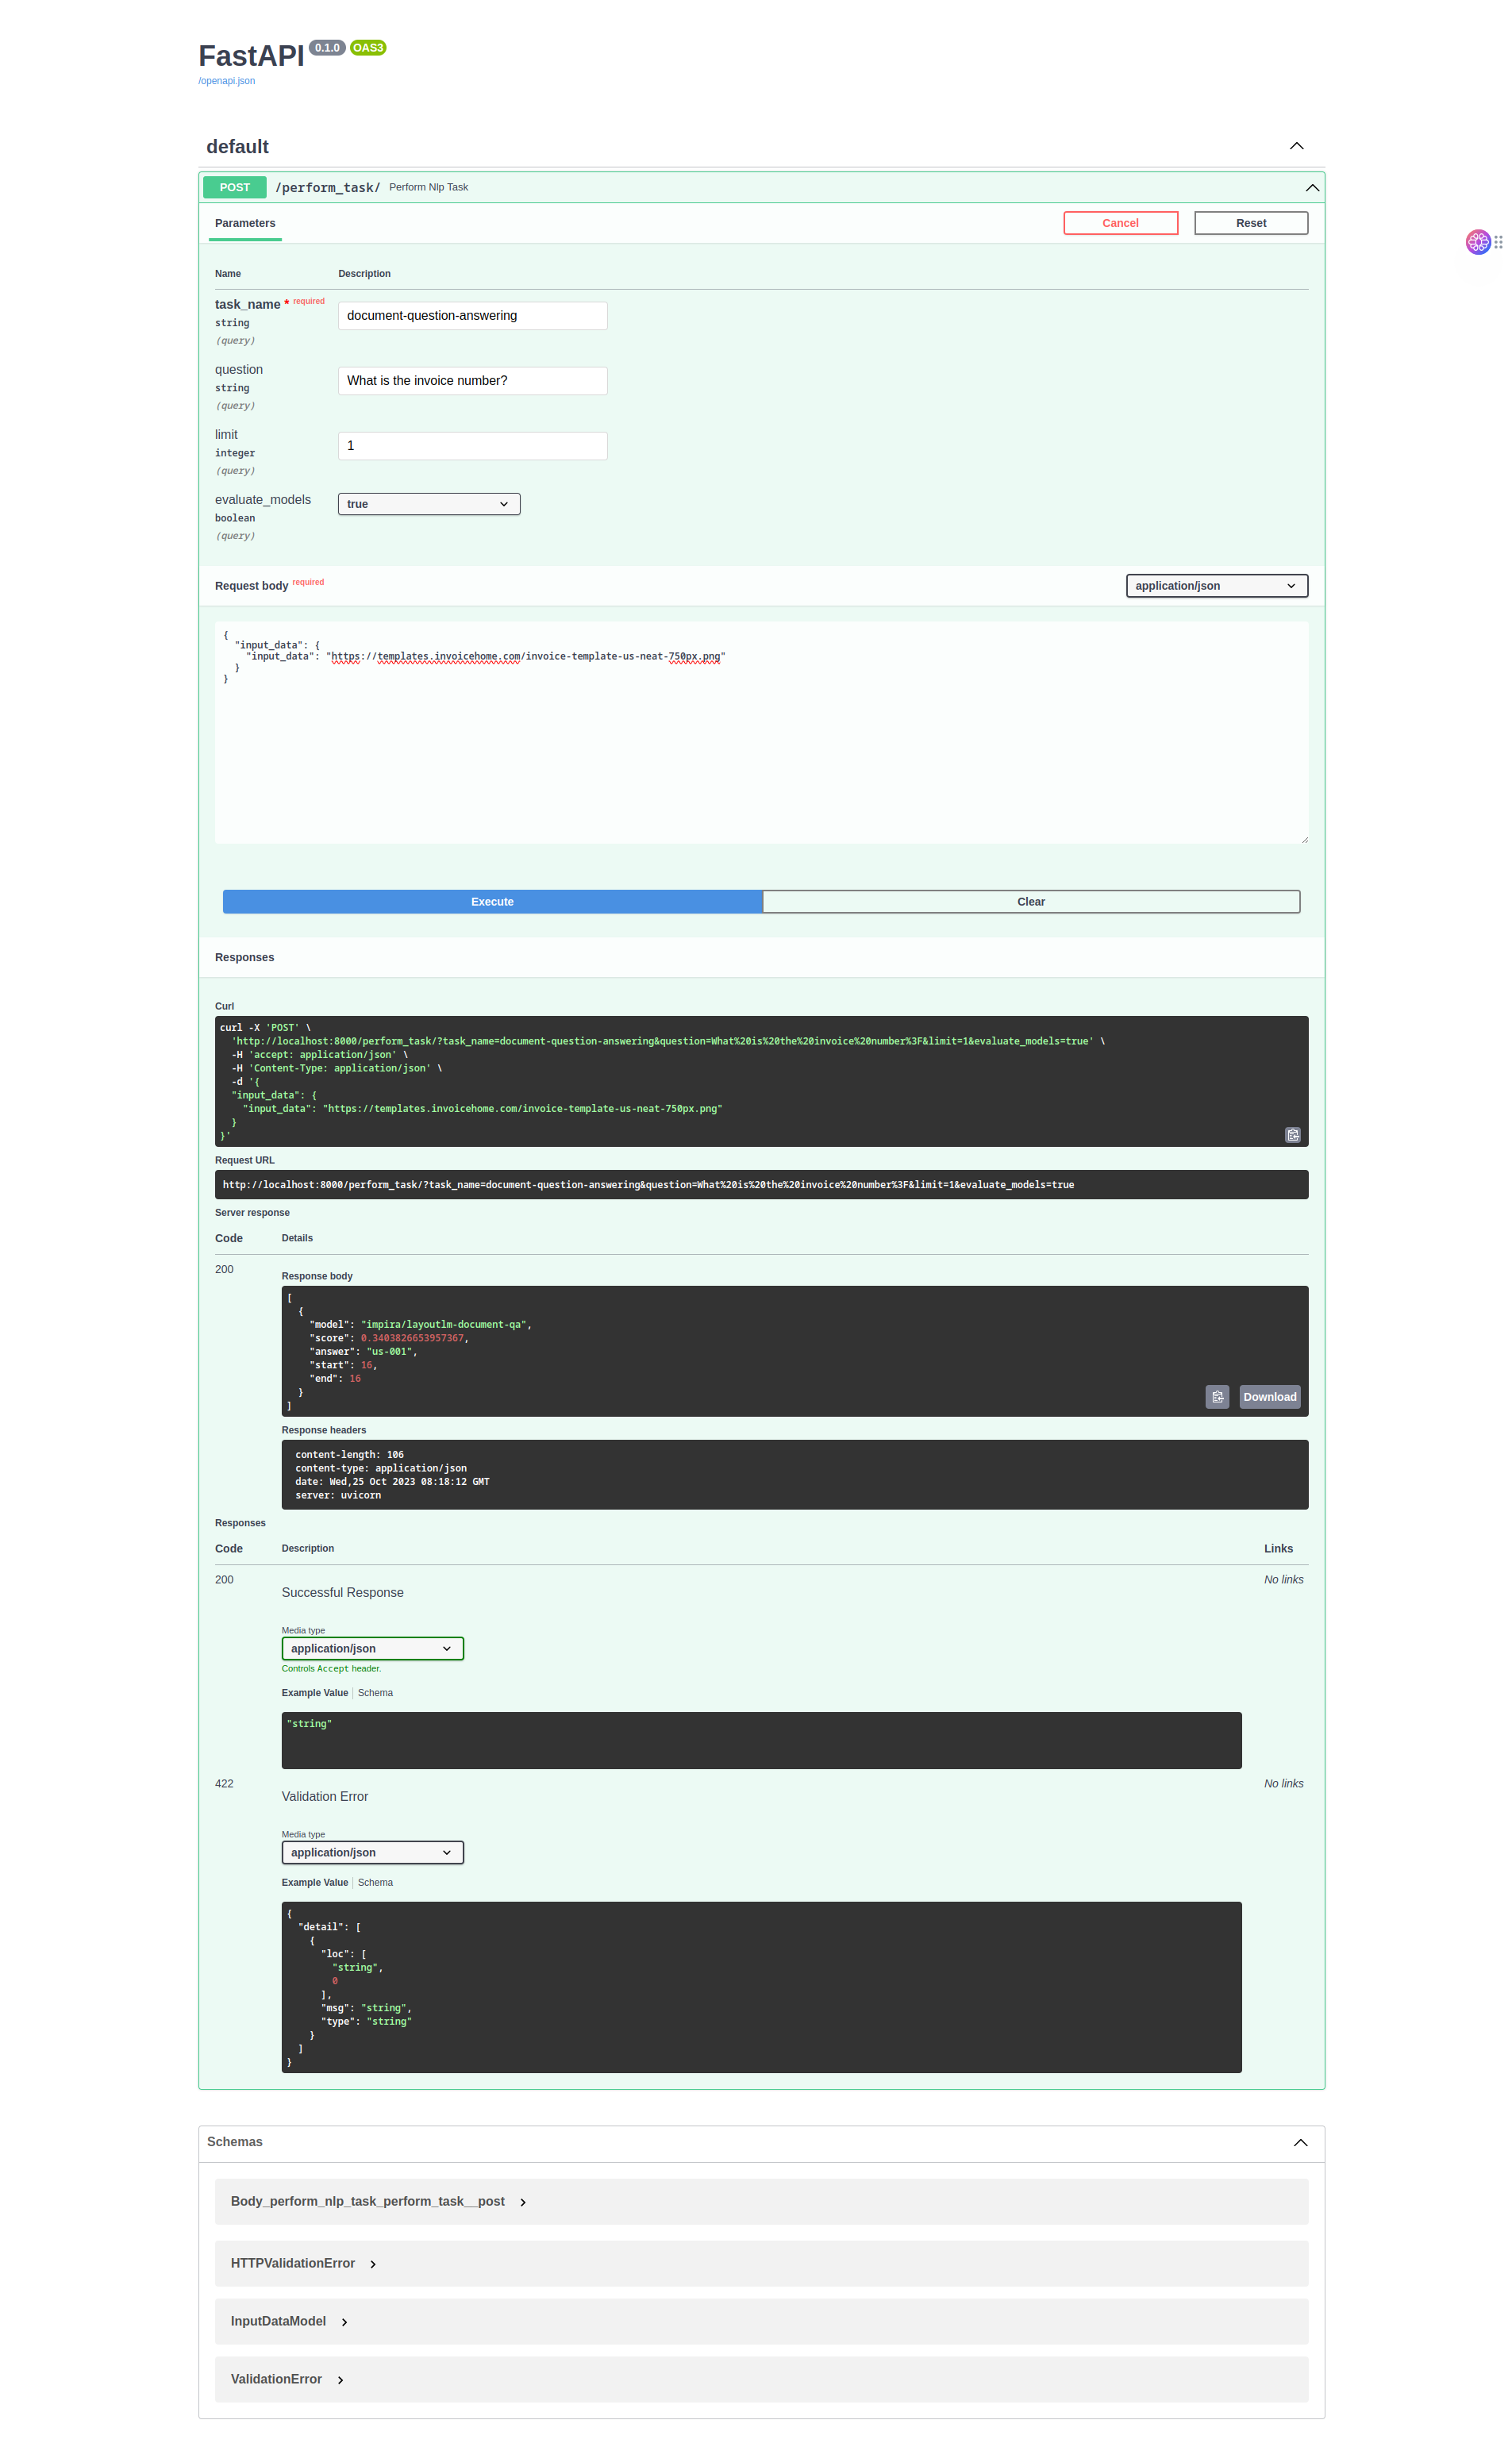 FastAPI 0.1.0 OAS3
/openapi.json
default
POST /perform_task/ Perform Nlp Task
Parameters Cancel Reset
Name Description
task_name * required
string
(query)
document-question-answering
question
string
(query)
What is the invoice number?
limit
integer
(query)
1
evaluate_models
boolean
(query)
true
Request body required application/json
{
  "input_data": {
    "input_data": "https://templates.invoicehome.com/invoice-template-us-neat-750px.png"
  }
}
Execute Clear
Responses
Curl
curl -X 'POST' \
  'http://localhost:8000/perform_task/?task_name=document-question-answering&question=What%20is%20the%20invoice%20number%3F&limit=1&evaluate_models=true' \
  -H 'accept: application/json' \
  -H 'Content-Type: application/json' \
  -d '{
  "input_data": {
    "input_data": "https://templates.invoicehome.com/invoice-template-us-neat-750px.png"
  }
}'
Request URL
http://localhost:8000/perform_task/?task_name=document-question-answering&question=What%20is%20the%20invoice%20number%3F&limit=1&evaluate_models=true
Server response
Code Details
200
Response body
[
  {
    "model": "impira/layoutlm-document-qa",
    "score": 0.3403826653957367,
    "answer": "us-001",
    "start": 16,
    "end": 16
  }
]
Download
Response headers
content-length: 106
content-type: application/json
date: Wed,25 Oct 2023 08:18:12 GMT
server: uvicorn
Responses
Code Description Links
200 No links
Successful Response
Media type
application/json
Controls Accept header.
Example Value Schema
"string"
422 No links
Validation Error
Media type
application/json
Example Value Schema
{
  "detail": [
    {
      "loc": [
        "string",
        0
      ],
      "msg": "string",
      "type": "string"
    }
  ]
}
Schemas
Body_perform_nlp_task_perform_task__post
HTTPValidationError
InputDataModel
ValidationError